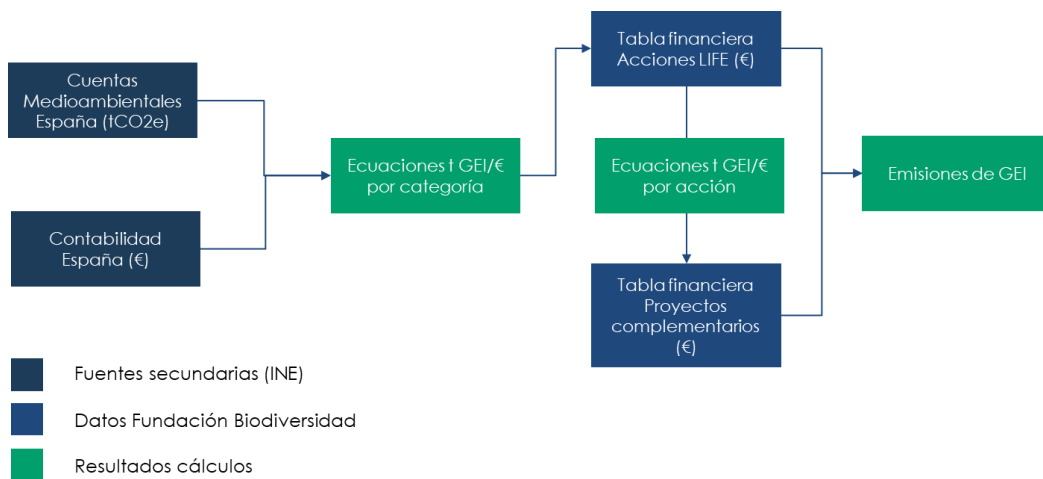 Cuentas
Medioambientales
España (tCO2e)
Contabilidad
España (€)
Ecuaciones t GEI/€
por categoría
Tabla financiera
Acciones LIFE (€)
Ecuaciones t GEI/€
por acción
Tabla financiera
Proyectos
complementarios
(€)
Emisiones de GEI
Fuentes secundarias (INE)
Datos Fundación Biodiversidad
Resultados cálculos